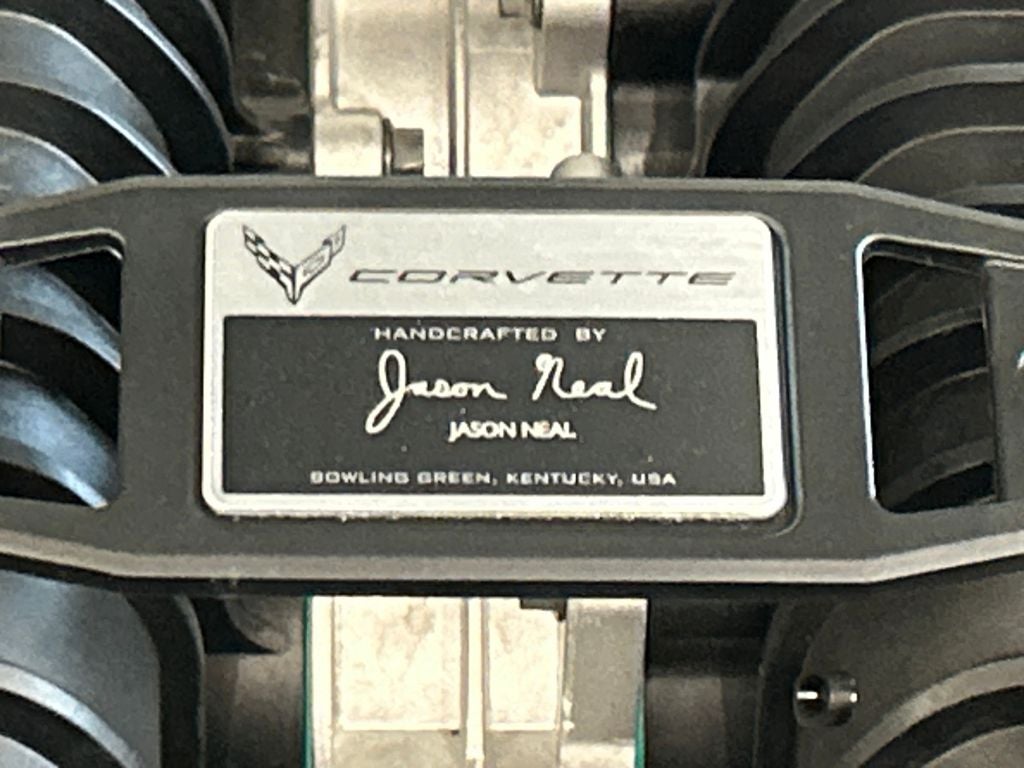 CORVETTE
HANDCRAFTED BY
Jason Neal
JASON NEAL
BOWLING GREEN, KENTUCKY, USA